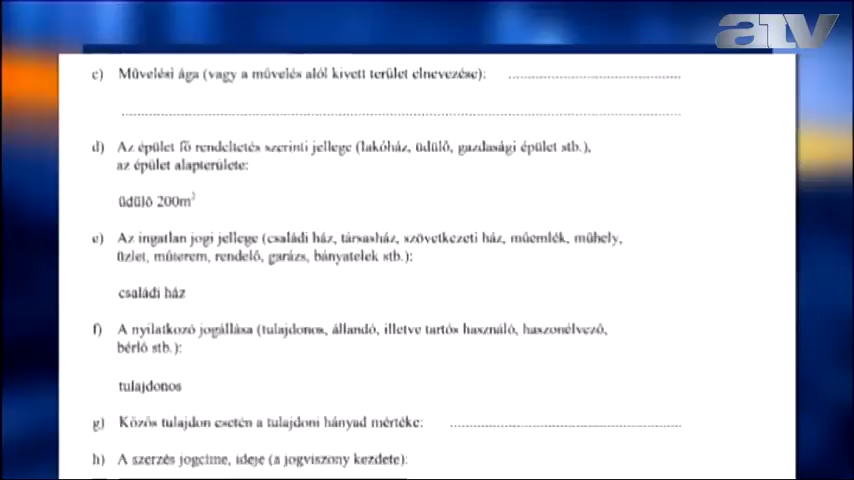 atv
c) Művelési ága (vagy a művelés alól kivett terület elnevezése): ....................
....................
d) Az épület fő rendeltetés szerinti jellege (lakóház, üdülő, gazdasági épület stb.),
az épület alapterülete:
üdülő 200m²
e) Az ingatlan jogi jellege (családi ház, társasház, szövetkezeti ház, műemlék, műhely,
üzlet, műterem, rendelő, garázs, bányatelek stb.):
családi ház
f) A nyilatkozó jogállása (tulajdonos, állandó, illetve tartós használó, haszonélvező,
bérlő stb.):
tulajdonos
g) Közös tulajdon esetén a tulajdoni hányad mértéke: ....................
h) A szerzés jogcíme, ideje (a jogviszony kezdete):